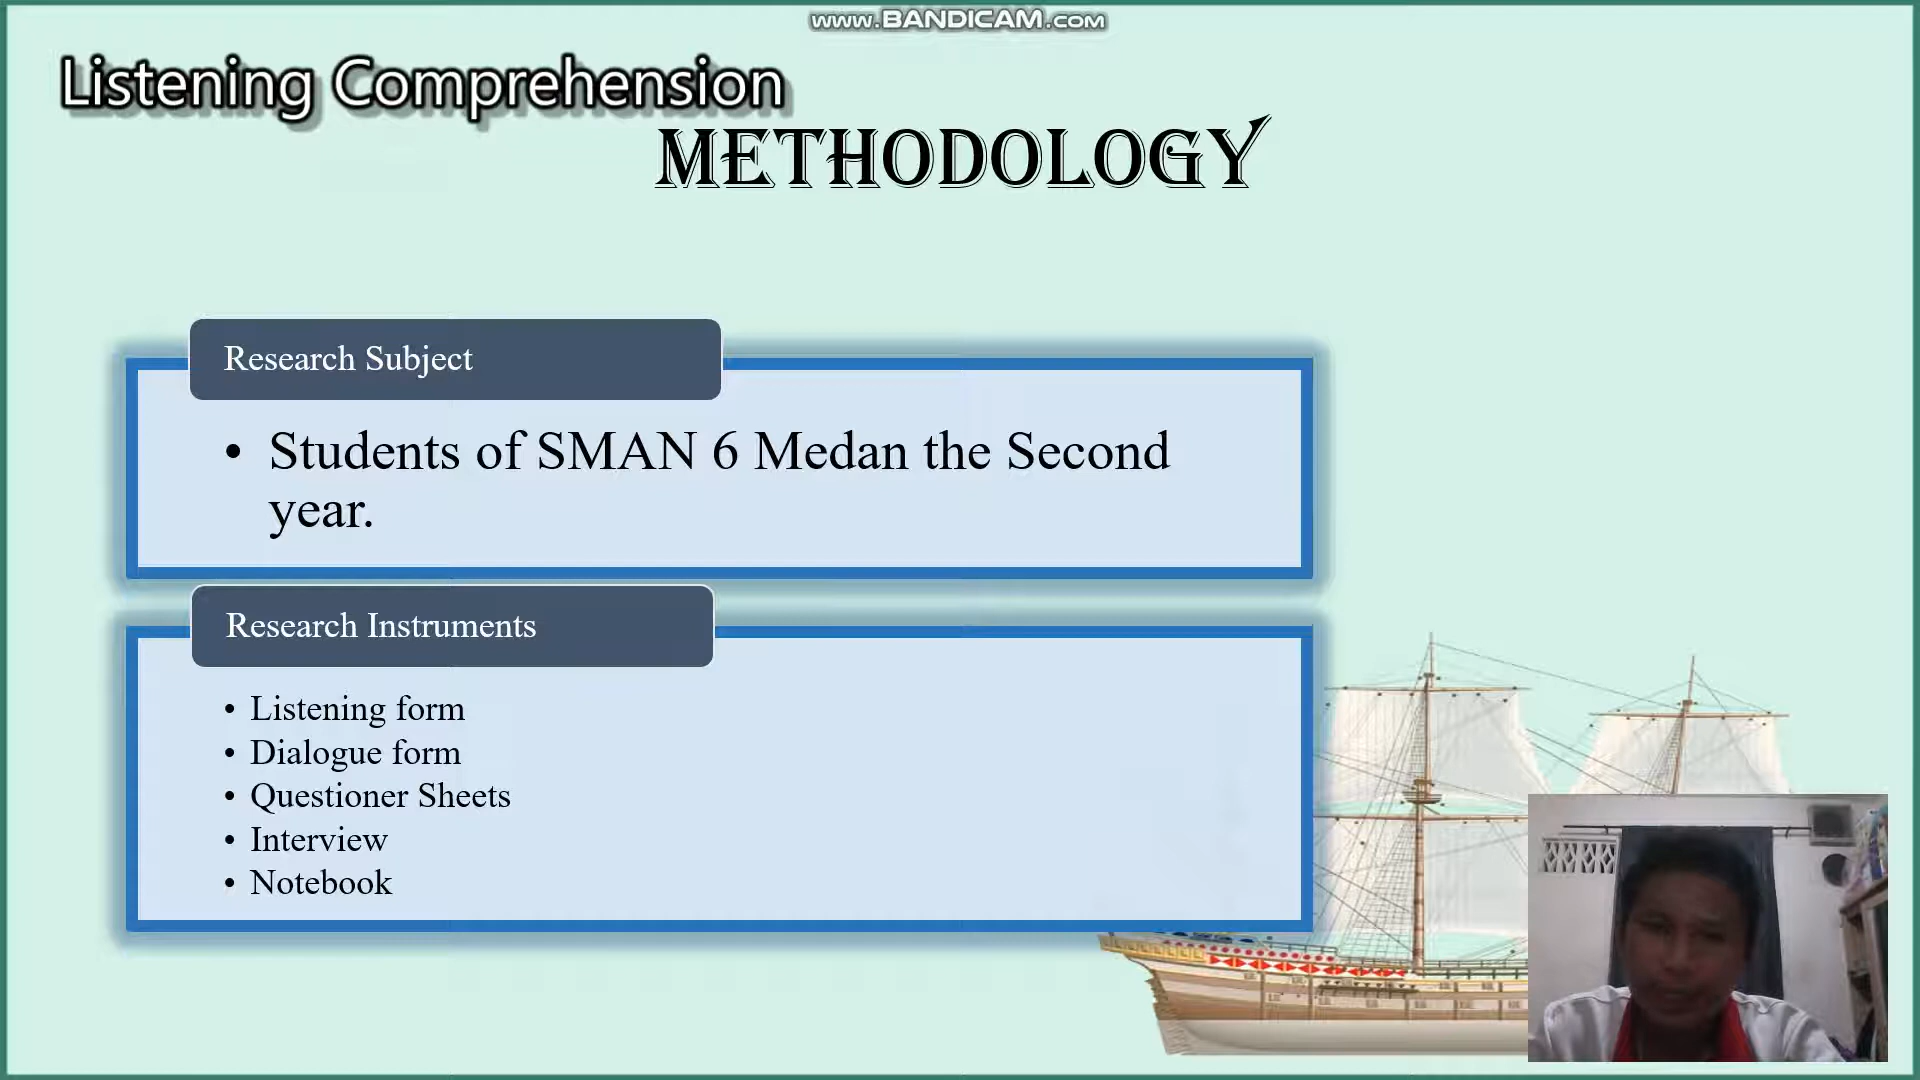 www.BANDICAM.com
Listening Comprehension
METHODOLOGY
Research Subject
• Students of SMAN 6 Medan the Second
year.
Research Instruments
• Listening form
• Dialogue form
• Questioner Sheets
• Interview
• Notebook